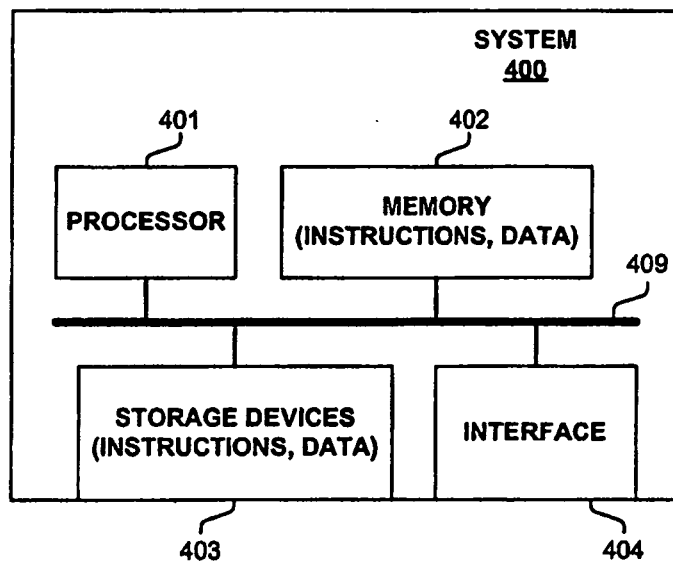 SYSTEM
400
401
402
PROCESSOR
MEMORY
(INSTRUCTIONS, DATA)
409
STORAGE DEVICES
(INSTRUCTIONS, DATA)
INTERFACE
403
404